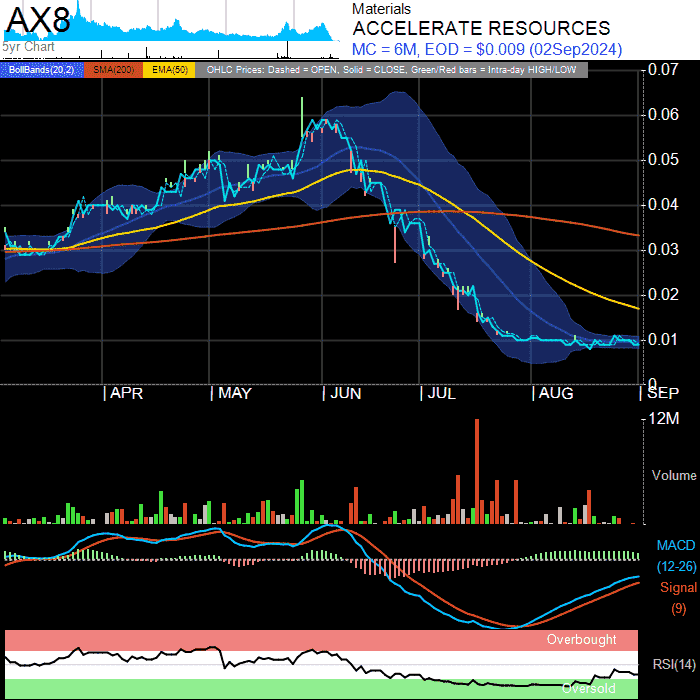 AX8
5yr Chart
Materials
ACCELERATE RESOURCES
MC = 6M, EOD = $0.009 (02Sep2024)
BollBands(20,2) SMA(200) EMA(50) OHLC Prices: Dashed = OPEN, Solid = CLOSE, Green/Red bars = Intra-day HIGH/LOW
0.07
0.06
0.05
0.04
0.03
0.02
0.01
0
APR MAY JUN JUL AUG SEP
12M
Volume
MACD
(12-26)
Signal
(9)
Overbought
RSI(14)
Oversold